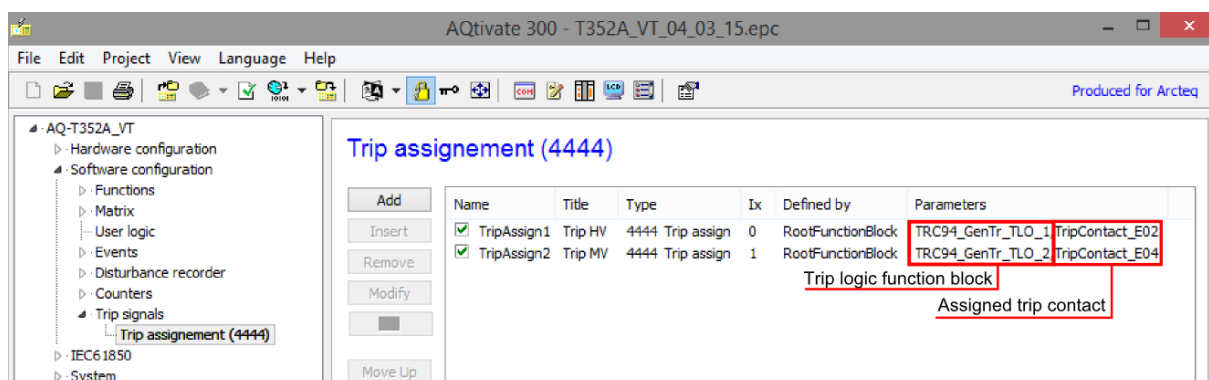 AQtivate 300 - T352A_VT_04_03_15.epc
File Edit Project View Language Help
COM LCD Produced for Arcteq
AQ-T352A_VT
Hardware configuration
Software configuration
Functions
Matrix
User logic
Events
Disturbance recorder
Counters
Trip signals
Trip assignement (4444)
IEC61850
System
Trip assignement (4444)
Add
Insert
Remove
Modify
Move Up
Name Title Type Ix Defined by Parameters
TripAssign1 Trip HV 4444 Trip assign 0 RootFunctionBlock TRC94_GenTr_TLO_1, TripContact_E02
TripAssign2 Trip MV 4444 Trip assign 1 RootFunctionBlock TRC94_GenTr_TLO_2, TripContact_E04
Trip logic function block
Assigned trip contact